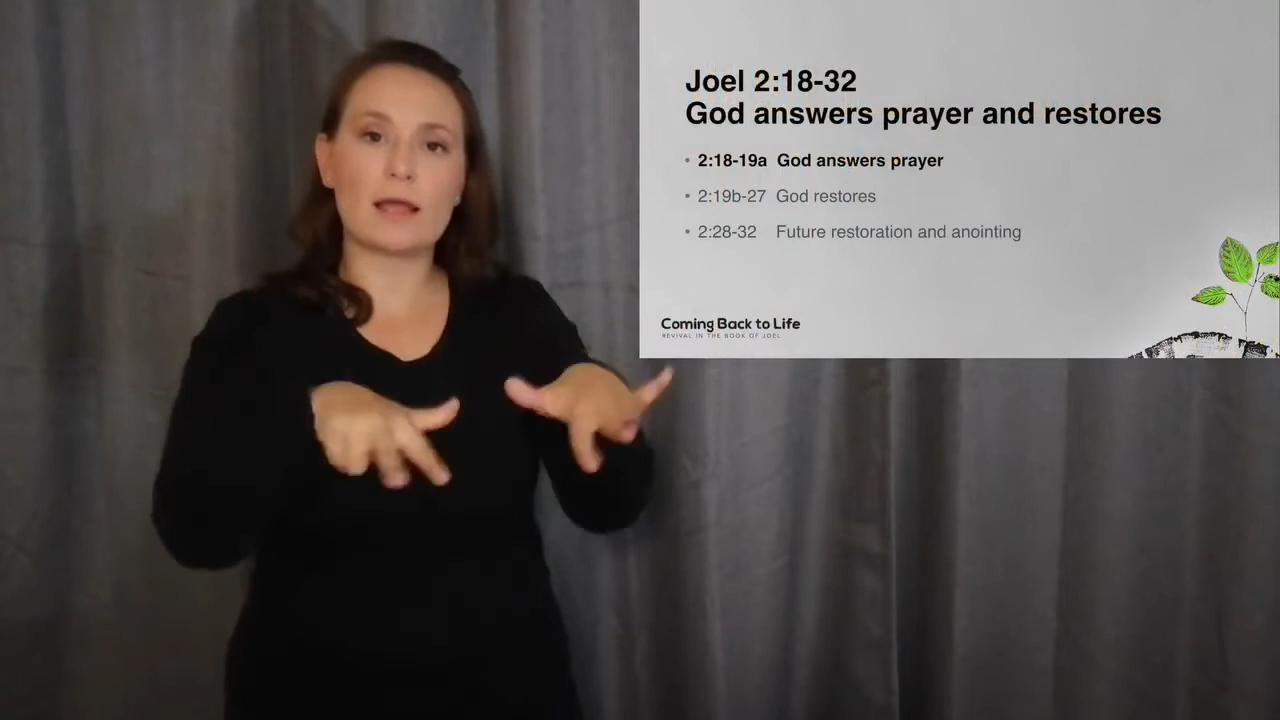 Joel 2:18-32
God answers prayer and restores
• 2:18-19a God answers prayer
• 2:19b-27 God restores
• 2:28-32 Future restoration and anointing
Coming Back to Life
REVIVAL IN THE BOOK OF JOEL